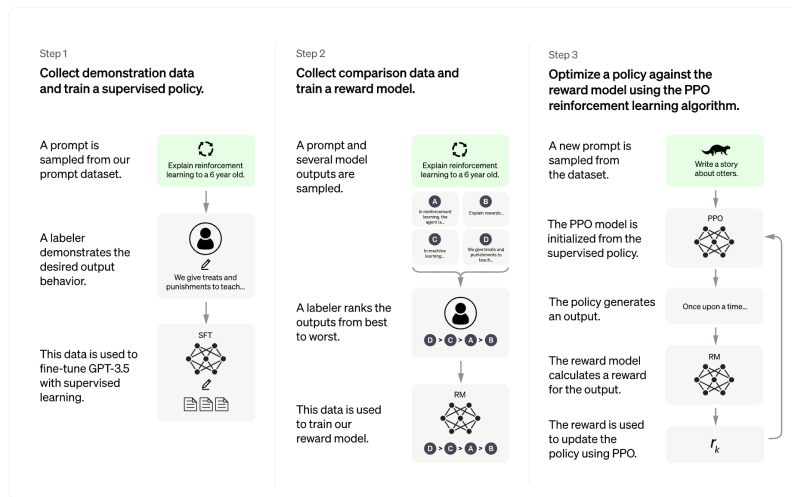 Step 1
Collect demonstration data
and train a supervised policy.
A prompt is
sampled from our
prompt dataset.
Explain reinforcement
learning to a 6 year old.
A labeler
demonstrates the
desired output
behavior.
We give treats and
punishments to teach...
This data is used to
fine-tune GPT-3.5
with supervised
learning.
SFT
Step 2
Collect comparison data and
train a reward model.
A prompt and
several model
outputs are
sampled.
Explain reinforcement
learning to a 6 year old.
A
In reinforcement
learning, the
agent is...
B
Explain rewards...
C
In machine
learning...
D
We give treats and
punishments to
teach...
A labeler ranks the
outputs from best
to worst.
D > C > A > B
This data is used
to train our
reward model.
RM
D > C > A > B
Step 3
Optimize a policy against the
reward model using the PPO
reinforcement learning algorithm.
A new prompt is
sampled from
the dataset.
Write a story
about otters.
The PPO model is
initialized from the
supervised policy.
PPO
The policy generates
an output.
Once upon a time...
The reward model
calculates a reward
for the output.
RM
The reward is used
to update the
policy using PPO.
rk